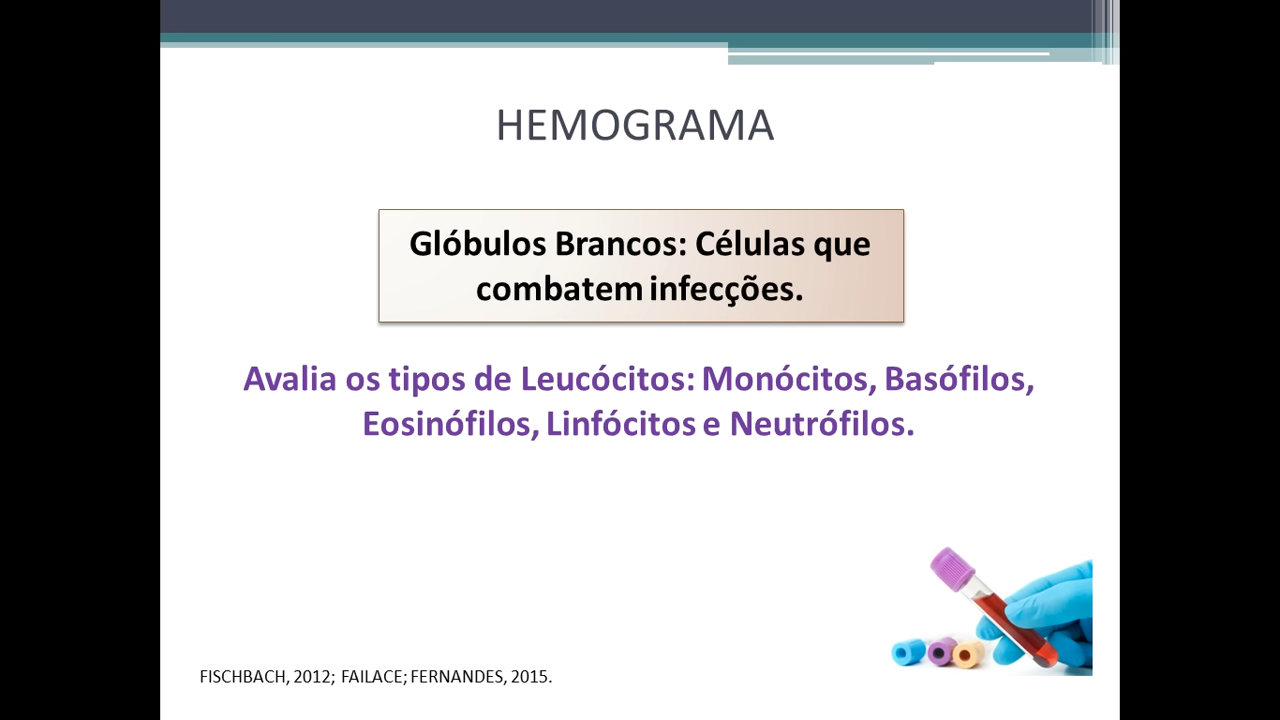 HEMOGRAMA
Glóbulos Brancos: Células que
combatem infecções.
Avalia os tipos de Leucócitos: Monócitos, Basófilos,
Eosinófilos, Linfócitos e Neutrófilos.
FISCHBACH, 2012; FAILACE; FERNANDES, 2015.